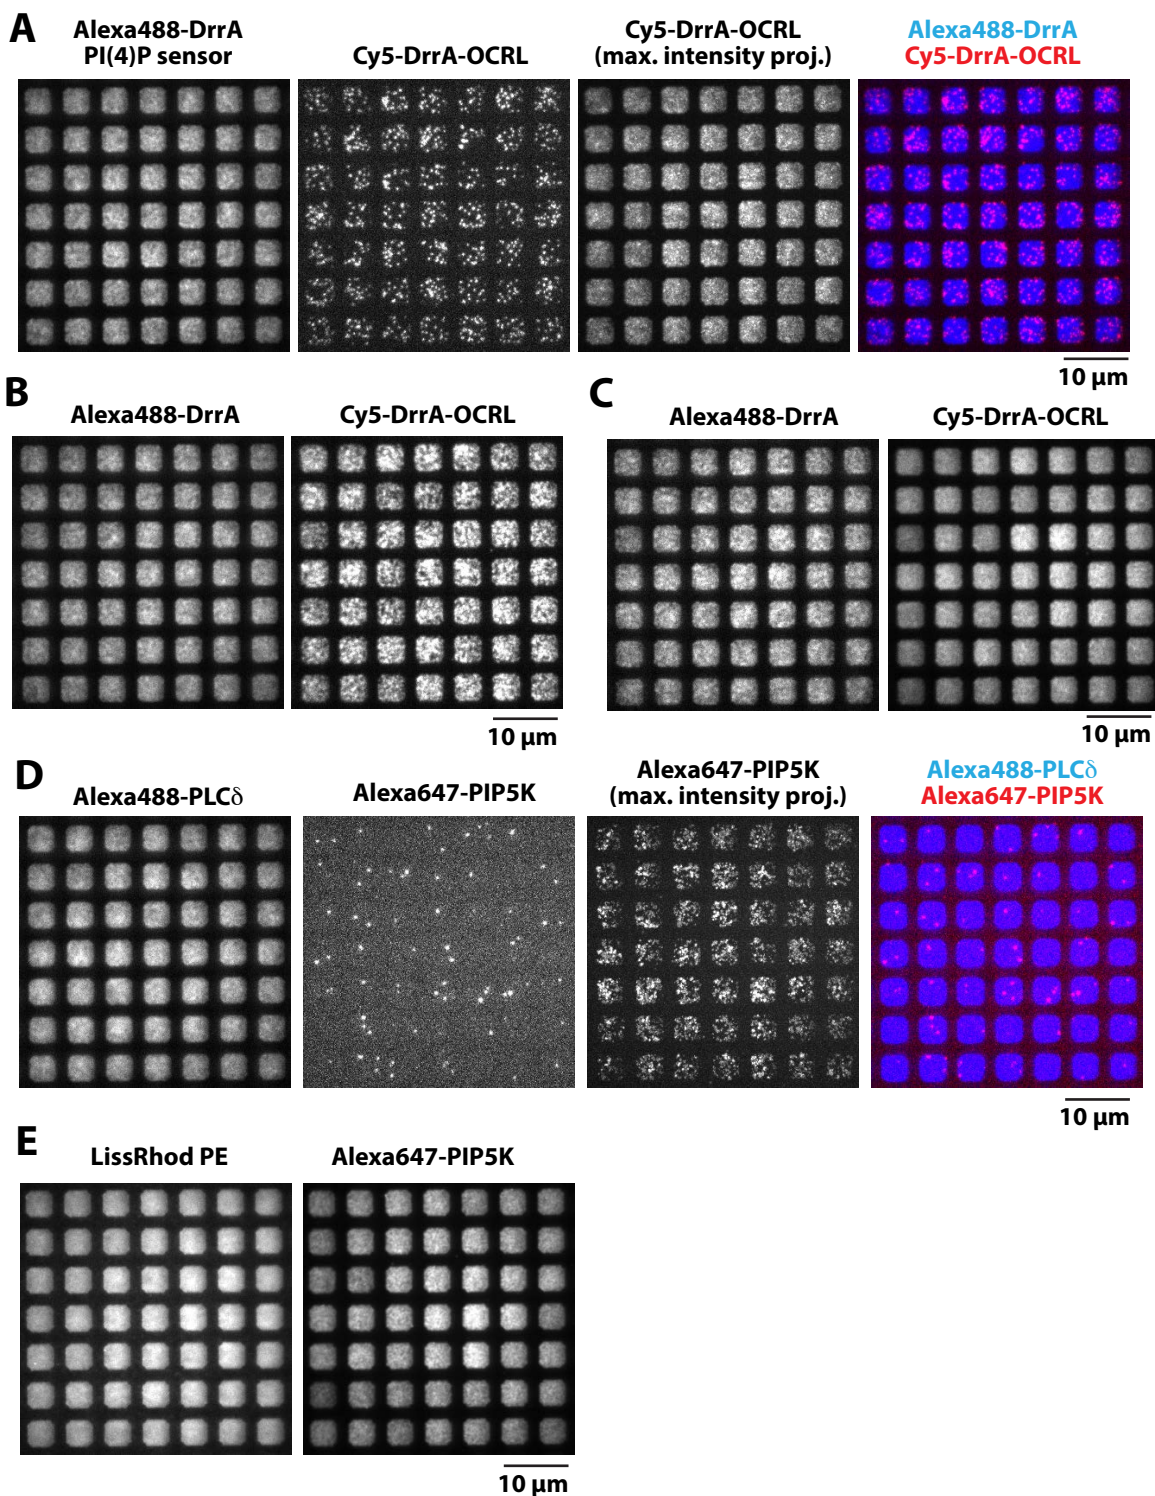 A
Alexa488-DrrA
PI(4)P sensor
Cy5-DrrA-OCRL
Cy5-DrrA-OCRL
(max. intensity proj.)
Alexa488-DrrA
Cy5-DrrA-OCRL
10 µm
B
Alexa488-DrrA
Cy5-DrrA-OCRL
10 µm
C
Alexa488-DrrA
Cy5-DrrA-OCRL
10 µm
D
Alexa488-PLCδ
Alexa647-PIP5K
Alexa647-PIP5K
(max. intensity proj.)
Alexa488-PLCδ
Alexa647-PIP5K
10 µm
E
LissRhod PE
Alexa647-PIP5K
10 µm